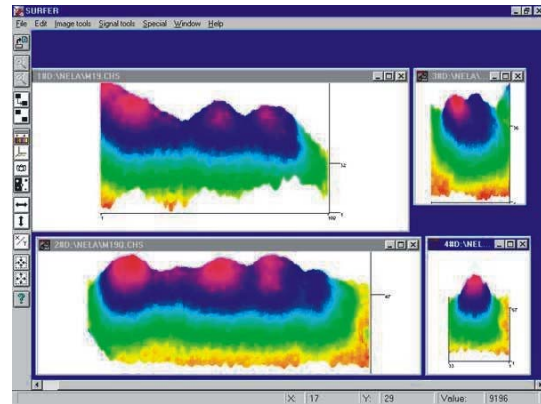 SURFER
File Edit Image tools Signal tools Special Window Help
1#D:\NELA\M19.CHS
3#D:\NELA\...
2#D:\NELA\M190.CHS
4#D:\NEL...
X: 17 Y: 29 Value: 9196